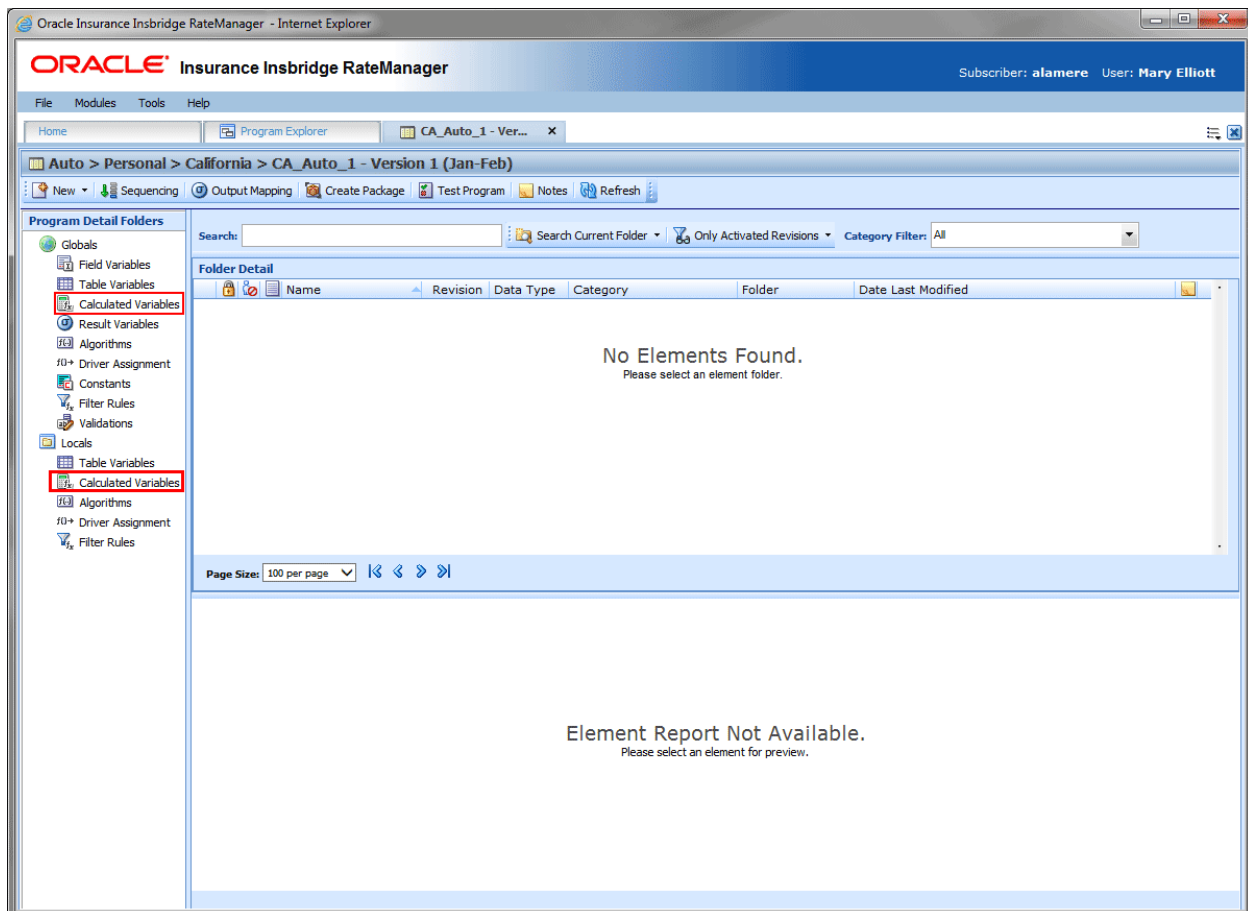 Oracle Insurance Insbridge RateManager - Internet Explorer
ORACLE Insurance Insbridge RateManager
Subscriber: alamere User: Mary Elliott
File Modules Tools Help
Home Program Explorer CA_Auto_1 - Ver... X
Auto > Personal > California > CA_Auto_1 - Version 1 (Jan-Feb)
New Sequencing Output Mapping Create Package Test Program Notes Refresh
Program Detail Folders
Globals
Field Variables
Table Variables
Calculated Variables
Result Variables
Algorithms
Driver Assignment
Constants
Filter Rules
Validations
Locals
Table Variables
Calculated Variables
Algorithms
Driver Assignment
Filter Rules
Search: Search Current Folder Only Activated Revisions Category Filter: All
Folder Detail
Name Revision Data Type Category Folder Date Last Modified
No Elements Found.
Please select an element folder.
Page Size: 100 per page
Element Report Not Available.
Please select an element for preview.